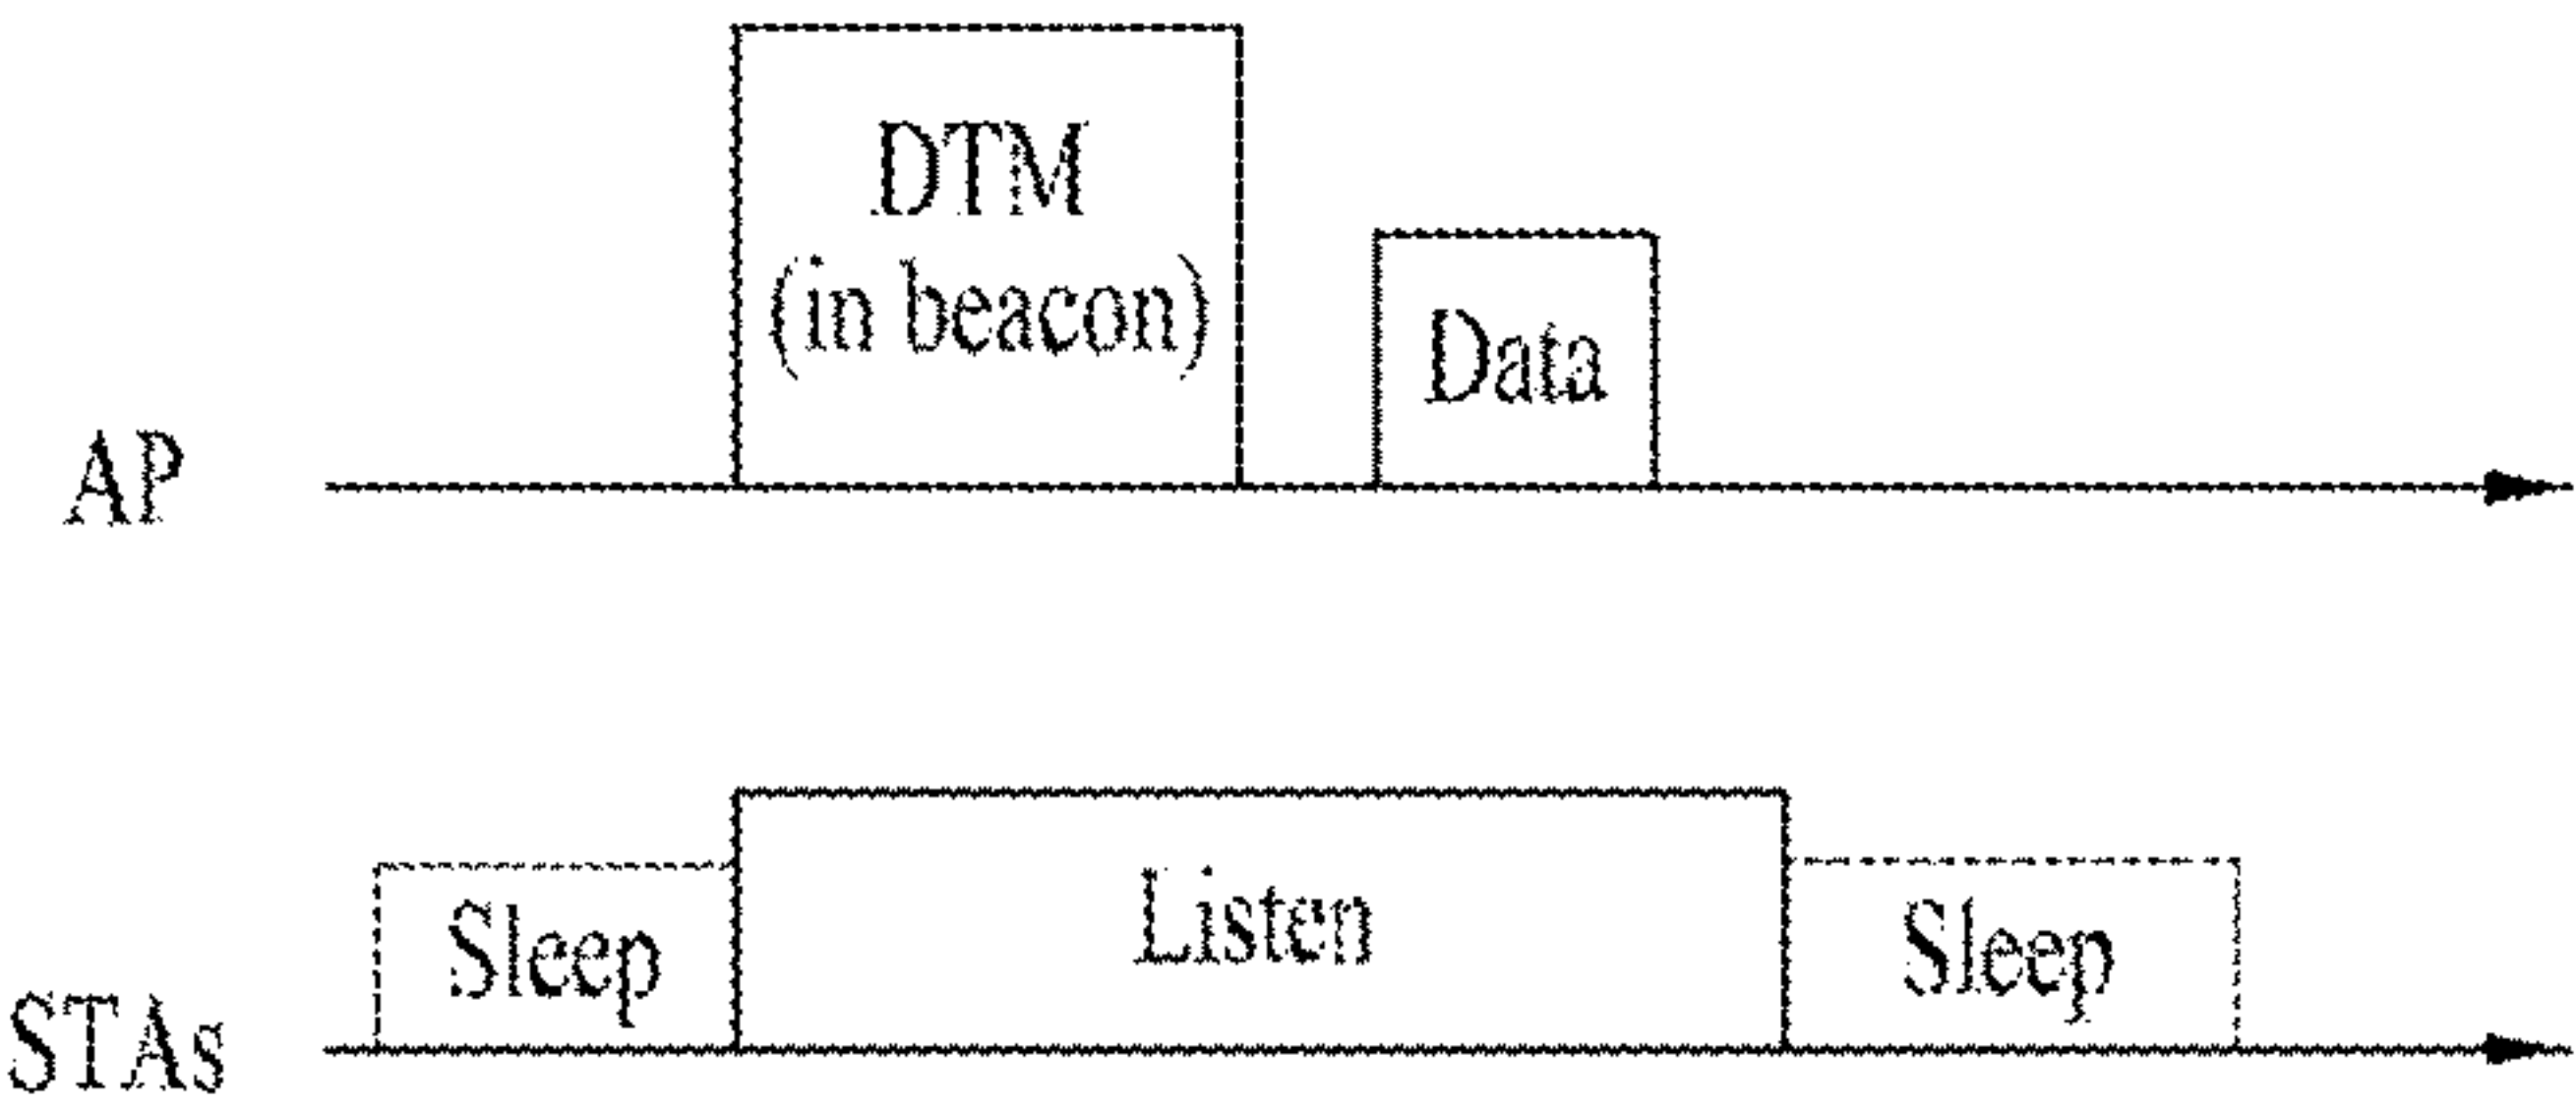 DTM
(in beacon)
Data
AP
Sleep
Listen
Sleep
STAs